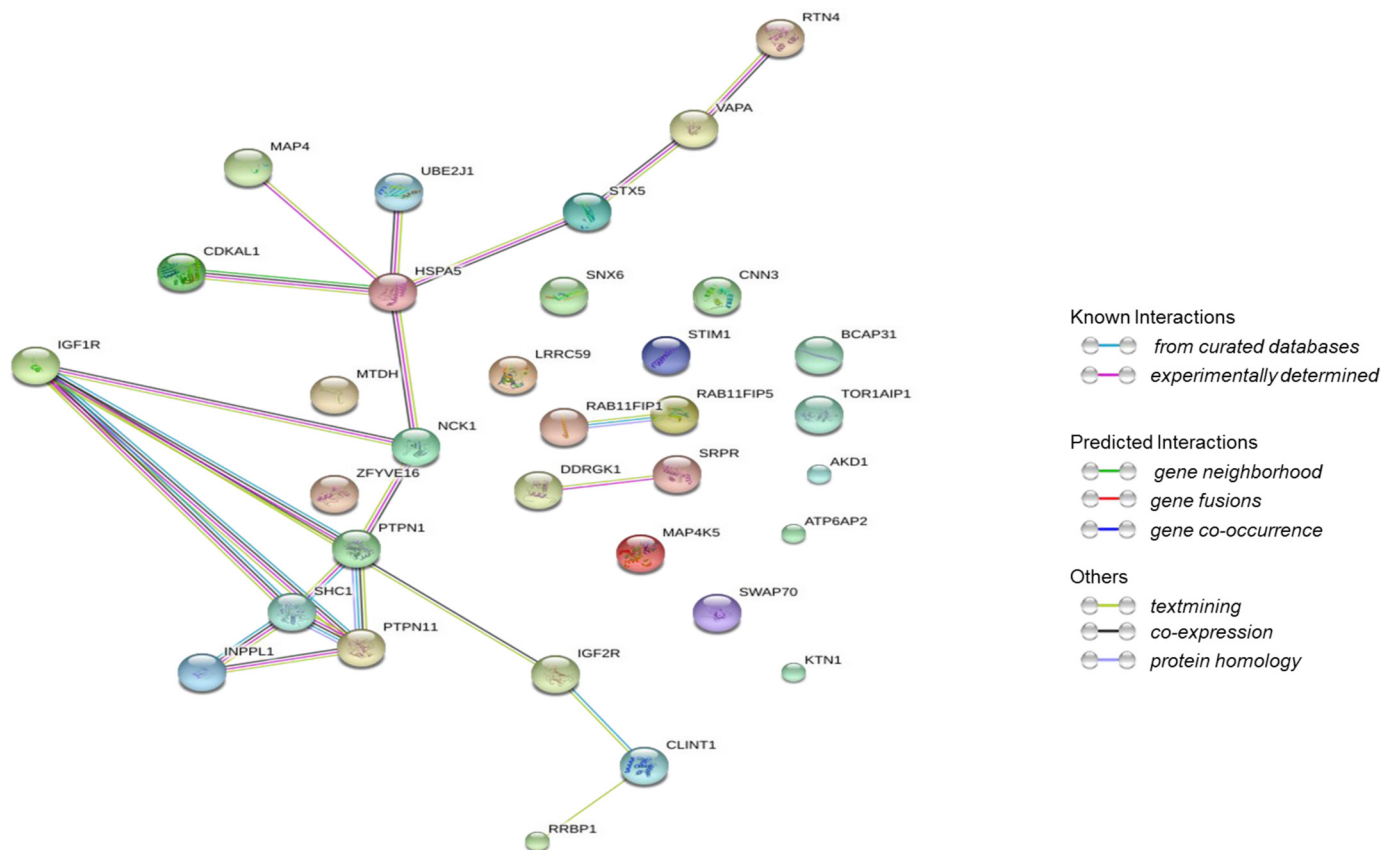 RTN4
VAPA
MAP4
UBE2J1
STX5
CDKAL1
HSPA5
SNX6
CNN3
IGF1R
STIM1
BCAP31
LRRC59
MTDH
RAB11FIP1
RAB11FIP5
TOR1AIP1
NCK1
ZFYVE16
DDRGK1
SRPR
AKD1
PTPN1
MAP4K5
ATP6AP2
SHC1
SWAP70
PTPN11
INPPL1
IGF2R
KTN1
CLINT1
RRBP1
Known Interactions
from curated databases
experimentally determined
Predicted Interactions
gene neighborhood
gene fusions
gene co-occurrence
Others
textmining
co-expression
protein homology